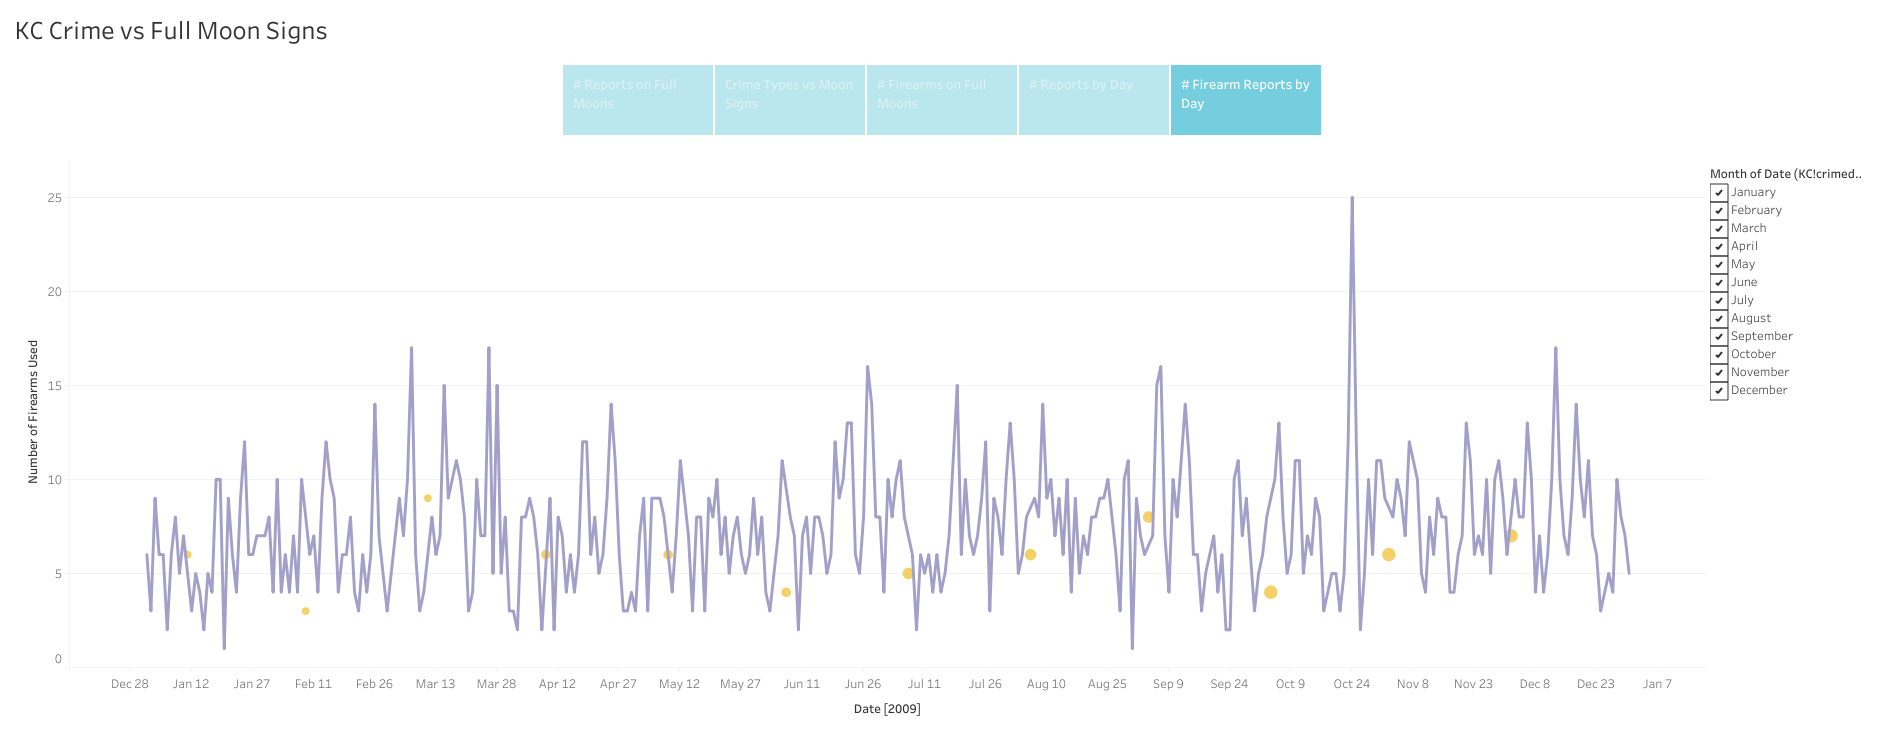 KC Crime vs Full Moon Signs
# Reports on Full
Moons
Crime Types vs Moon
Signs
# Firearms on Full
Moons
# Reports by Day
# Firearm Reports by
Day
Month of Date (KC!crimed..
January
February
March
April
May
June
July
August
September
October
November
December
Number of Firearms Used
25
20
15
10
5
0
Dec 28 Jan 12 Jan 27 Feb 11 Feb 26 Mar 13 Mar 28 Apr 12 Apr 27 May 12 May 27 Jun 11 Jun 26 Jul 11 Jul 26 Aug 10 Aug 25 Sep 9 Sep 24 Oct 9 Oct 24 Nov 8 Nov 23 Dec 8 Dec 23 Jan 7
Date [2009]